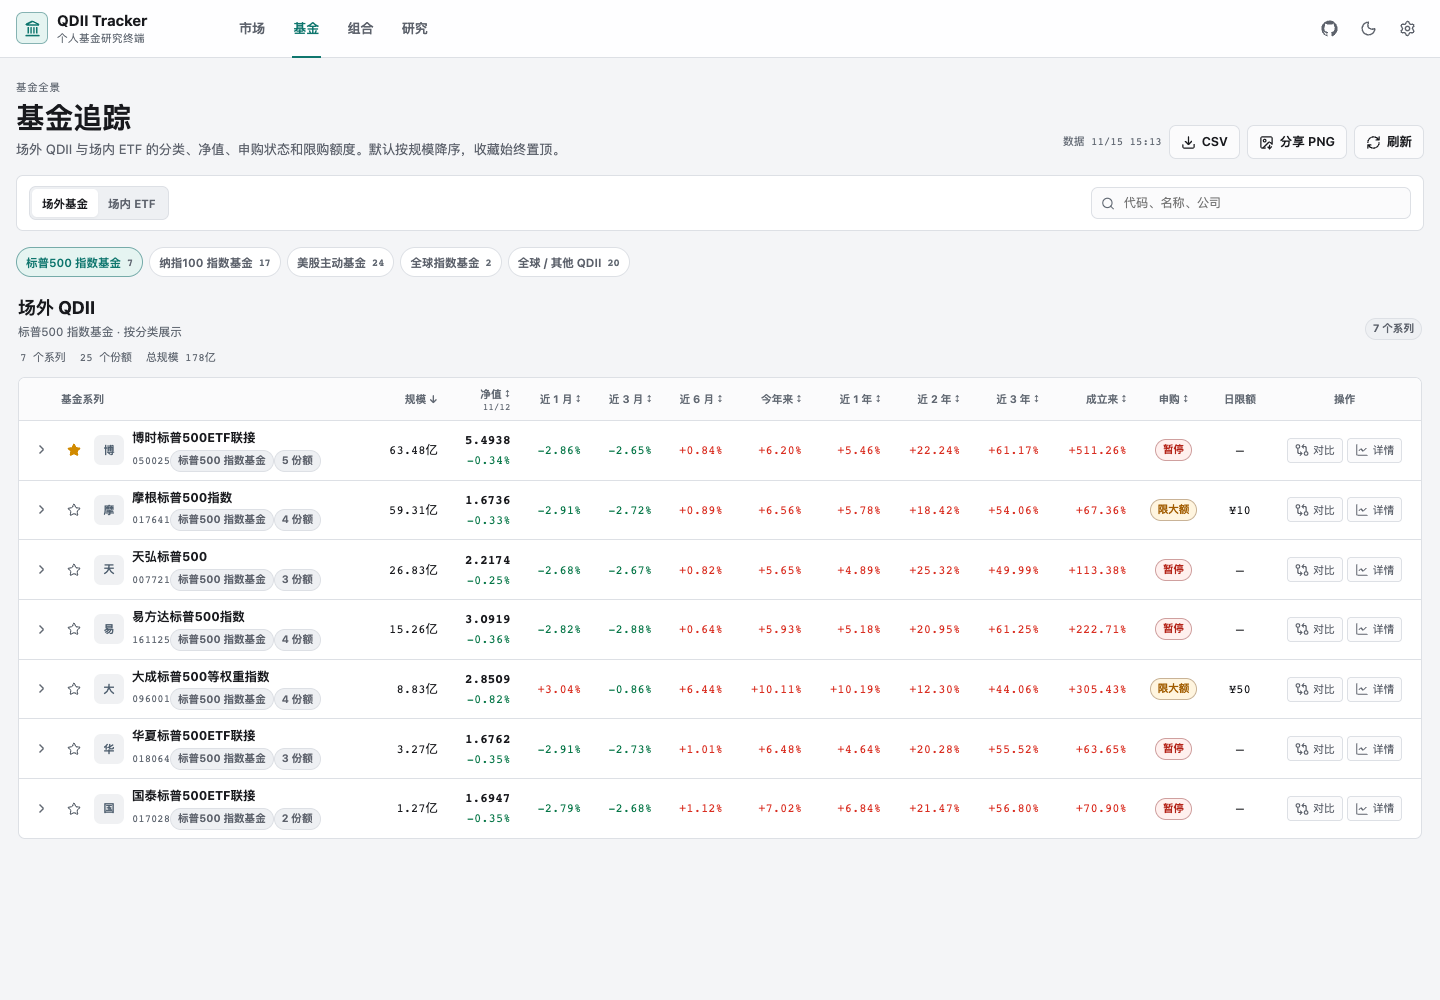 QDII Tracker
个人基金研究终端
市场 基金 组合 研究
基金全景
基金追踪
场外 QDII 与场内 ETF 的分类、净值、申购状态和限购额度。默认按规模降序，收藏始终置顶。
数据 11/15 15:13 CSV 分享 PNG 刷新
场外基金 场内 ETF 代码、名称、公司
标普500 指数基金 7 纳指100 指数基金 17 美股主动基金 24 全球指数基金 2 全球 / 其他 QDII 20
场外 QDII
标普500 指数基金 · 按分类展示
7 个系列
7 个系列 25 个份额 总规模 178亿
基金系列 规模 ↓ 净值 ↕ 11/12 近 1 月 ↕ 近 3 月 ↕ 近 6 月 ↕ 今年来 ↕ 近 1 年 ↕ 近 2 年 ↕ 近 3 年 ↕ 成立来 ↕ 申购 ↕ 日限额 操作
博 博时标普500ETF联接
050025 标普500 指数基金 5 份额
63.48亿 5.4938 -0.34% -2.86% -2.65% +0.84% +6.20% +5.46% +22.24% +61.17% +511.26% 暂停 — 对比 详情
摩 摩根标普500指数
017641 标普500 指数基金 4 份额
59.31亿 1.6736 -0.33% -2.91% -2.72% +0.89% +6.56% +5.78% +18.42% +54.06% +67.36% 限大额 ¥10 对比 详情
天 天弘标普500
007721 标普500 指数基金 3 份额
26.83亿 2.2174 -0.25% -2.68% -2.67% +0.82% +5.65% +4.89% +25.32% +49.99% +113.38% 暂停 — 对比 详情
易 易方达标普500指数
161125 标普500 指数基金 4 份额
15.26亿 3.0919 -0.36% -2.82% -2.88% +0.64% +5.93% +5.18% +20.95% +61.25% +222.71% 暂停 — 对比 详情
大 大成标普500等权重指数
096001 标普500 指数基金 4 份额
8.83亿 2.8509 -0.82% +3.04% -0.86% +6.44% +10.11% +10.19% +12.30% +44.06% +305.43% 限大额 ¥50 对比 详情
华 华夏标普500ETF联接
018064 标普500 指数基金 3 份额
3.27亿 1.6762 -0.35% -2.91% -2.73% +1.01% +6.48% +4.64% +20.28% +55.52% +63.65% 暂停 — 对比 详情
国 国泰标普500ETF联接
017028 标普500 指数基金 2 份额
1.27亿 1.6947 -0.35% -2.79% -2.68% +1.12% +7.02% +6.84% +21.47% +56.80% +70.90% 暂停 — 对比 详情